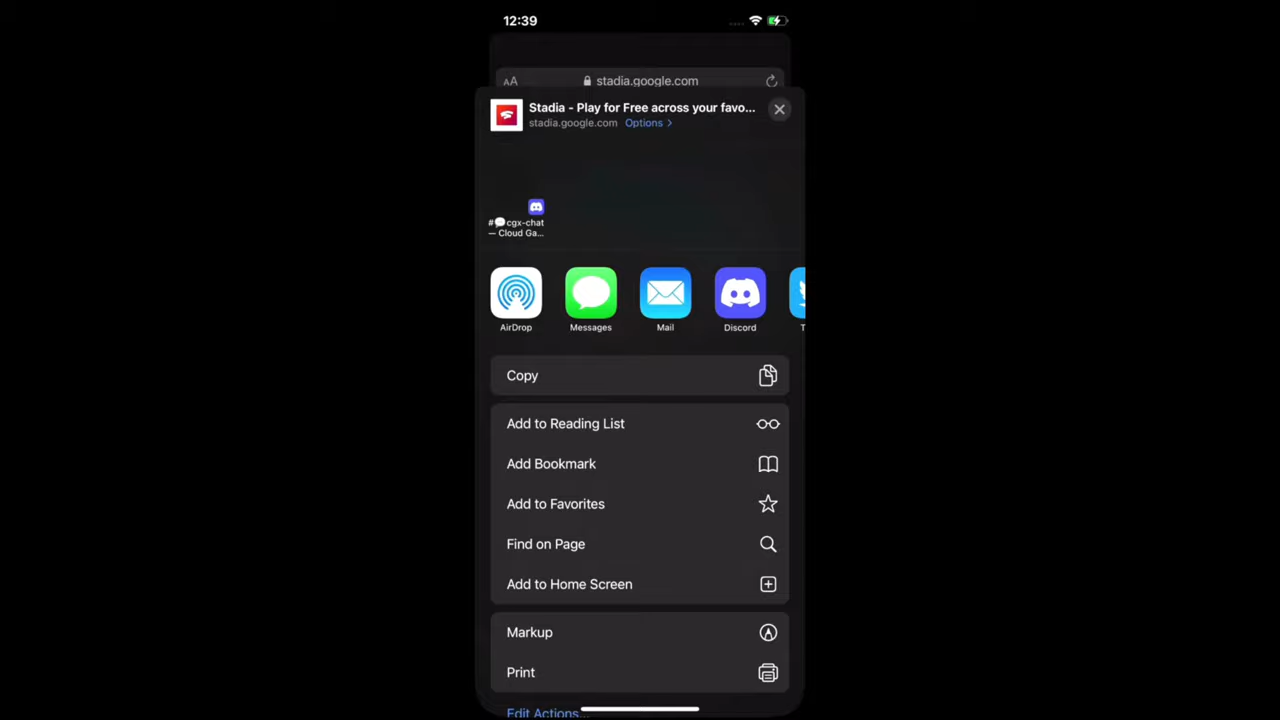 12:39
AA stadia.google.com
Stadia - Play for Free across your favo...
stadia.google.com Options >
#💬cgx-chat
— Cloud Ga...
AirDrop Messages Mail Discord T
Copy
Add to Reading List
Add Bookmark
Add to Favorites
Find on Page
Add to Home Screen
Markup
Print
Edit Actions...